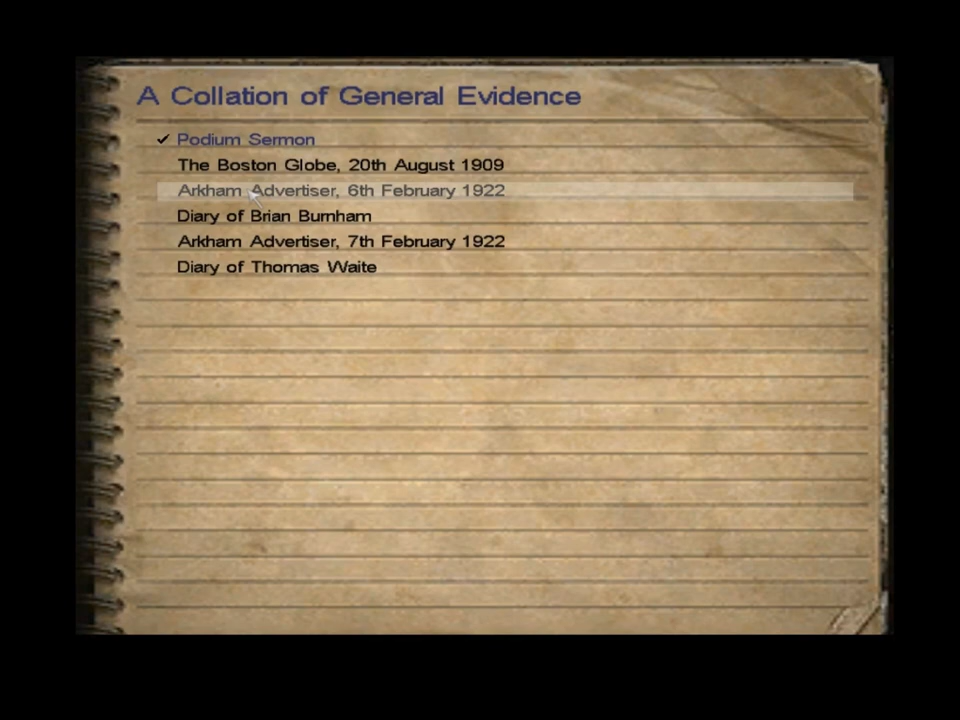 A Collation of General Evidence
✔ Podium Sermon
The Boston Globe, 20th August 1909
Arkham Advertiser, 6th February 1922
Diary of Brian Burnham
Arkham Advertiser, 7th February 1922
Diary of Thomas Waite